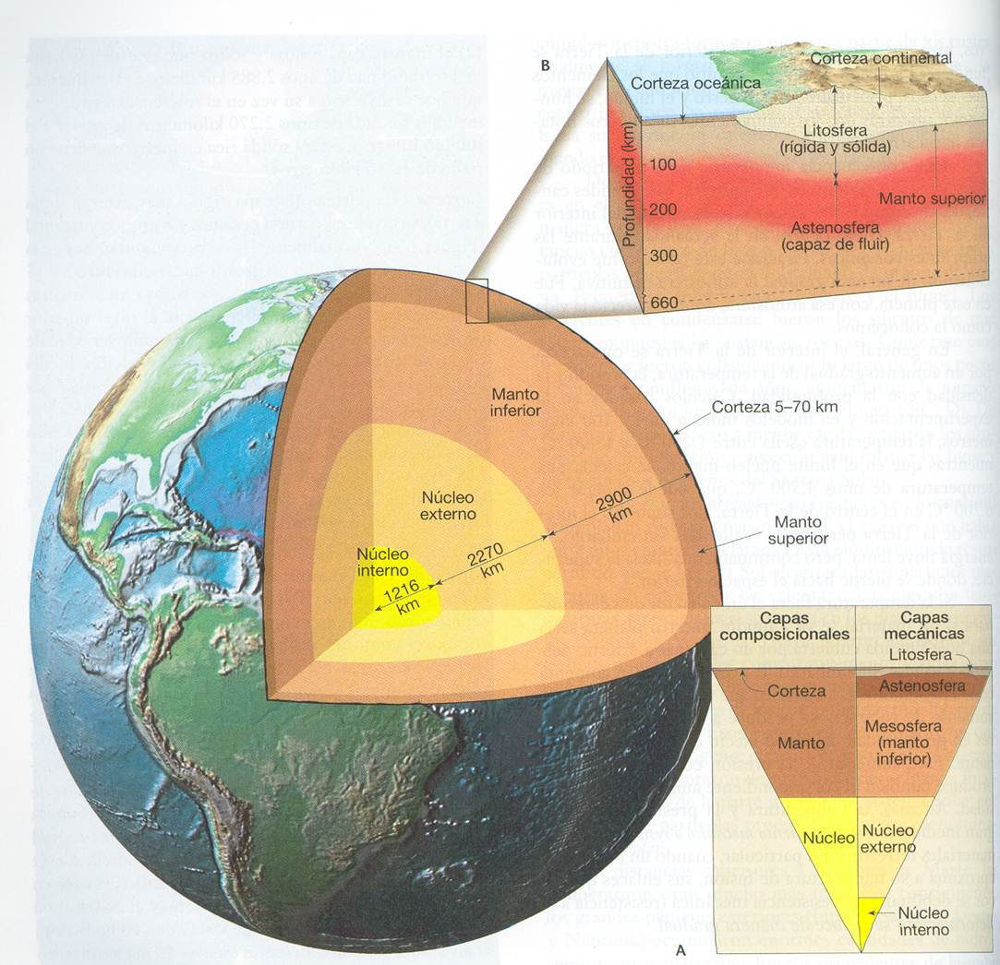 B
Corteza oceánica
Corteza continental
Litosfera
(rígida y sólida)
Manto superior
Astenosfera
(capaz de fluir)
Profundidad (km)
100
200
300
660
Manto
inferior
Corteza 5–70 km
Núcleo
externo
2900
km
Manto
superior
2270
km
Núcleo
interno
1216
km
Capas
composicionales
Capas
mecánicas
Litosfera
Corteza
Astenosfera
Manto
Mesosfera
(manto
inferior)
Núcleo
Núcleo
externo
Núcleo
interno
A